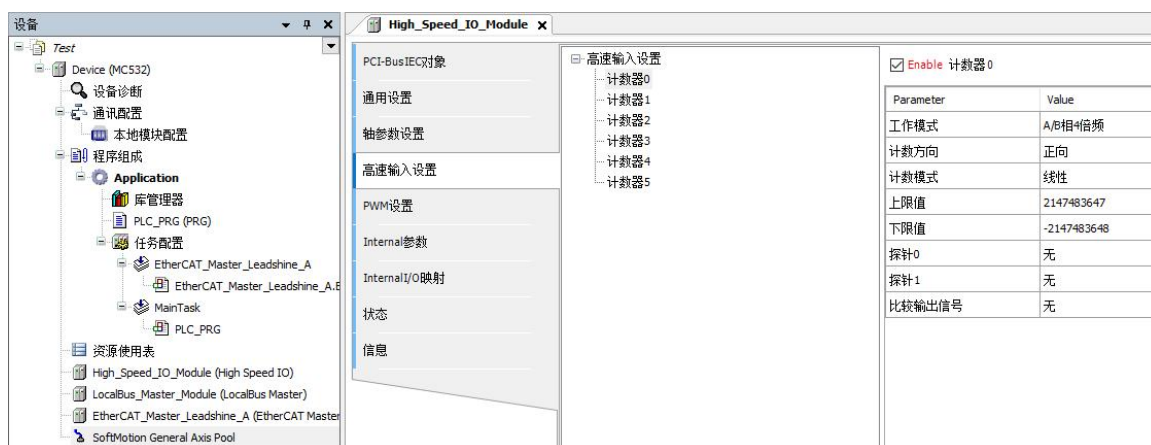 设备
Test
Device (MC532)
设备诊断
通讯配置
本地模块配置
程序组成
Application
库管理器
PLC_PRG (PRG)
任务配置
EtherCAT_Master_Leadshine_A
EtherCAT_Master_Leadshine_A.E
MainTask
PLC_PRG
资源使用表
High_Speed_IO_Module (High Speed IO)
LocalBus_Master_Module (LocalBus Master)
EtherCAT_Master_Leadshine_A (EtherCAT Master
SoftMotion General Axis Pool
High_Speed_IO_Module
PCI-BusIEC对象
通用设置
轴参数设置
高速输入设置
PWM设置
Internal参数
InternalI/O映射
状态
信息
高速输入设置
计数器0
计数器1
计数器2
计数器3
计数器4
计数器5
Enable 计数器0
Parameter Value
工作模式 A/B相4倍频
计数方向 正向
计数模式 线性
上限值 2147483647
下限值 -2147483648
探针0 无
探针1 无
比较输出信号 无